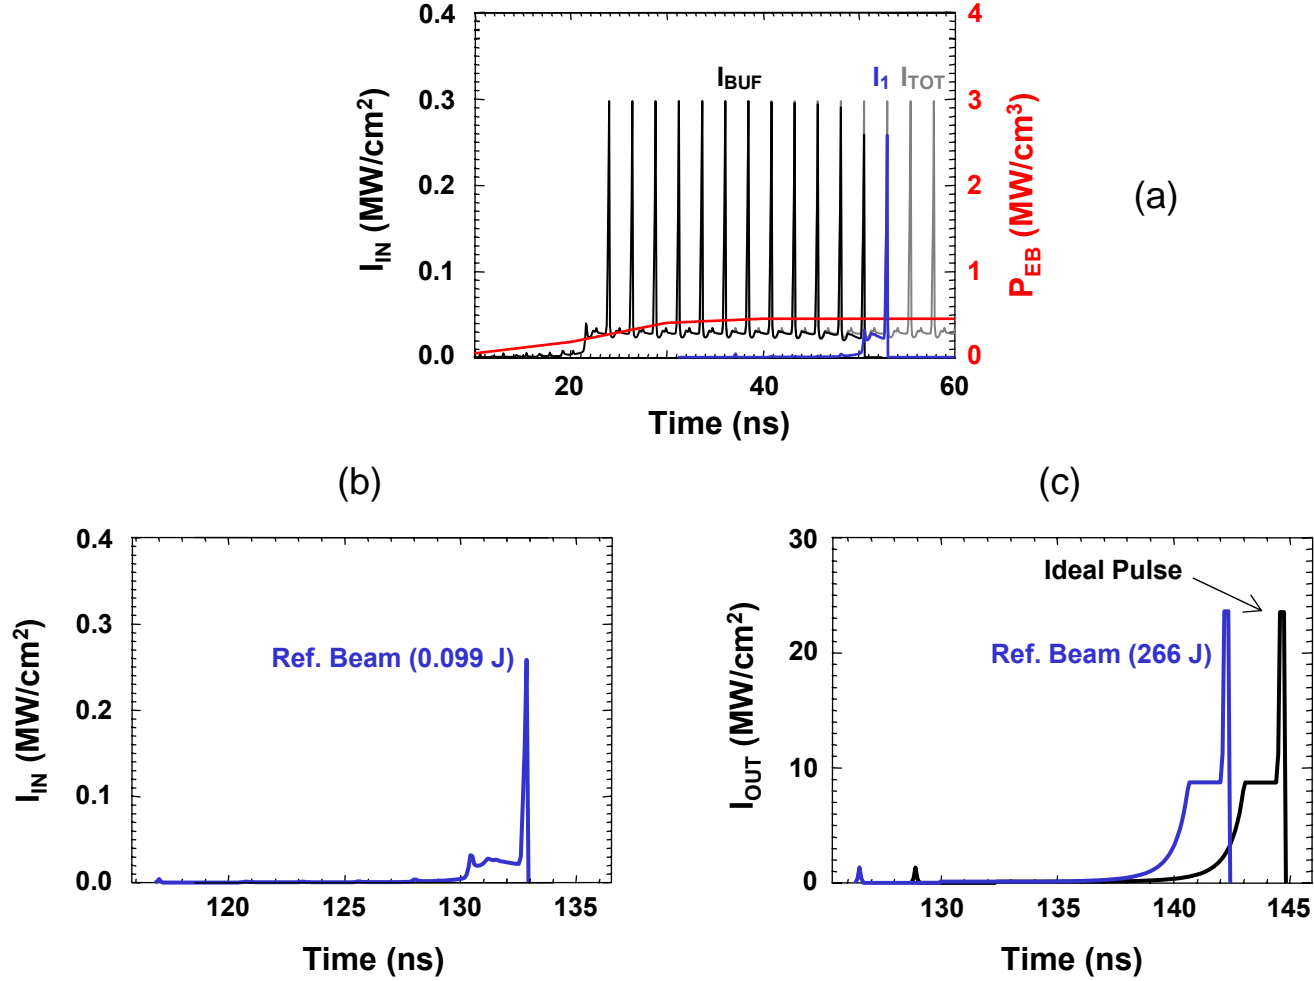 0.4
0.3
0.2
0.1
0.0
I_IN (MW/cm²)
I_BUF
I_1
I_TOT
4
3
2
1
0
P_EB (MW/cm³)
20
40
60
Time (ns)
(a)
(b)
0.4
0.3
0.2
0.1
0.0
I_IN (MW/cm²)
Ref. Beam (0.099 J)
120
125
130
135
Time (ns)
(c)
30
20
10
0
I_OUT (MW/cm²)
Ideal Pulse
Ref. Beam (266 J)
130
135
140
145
Time (ns)